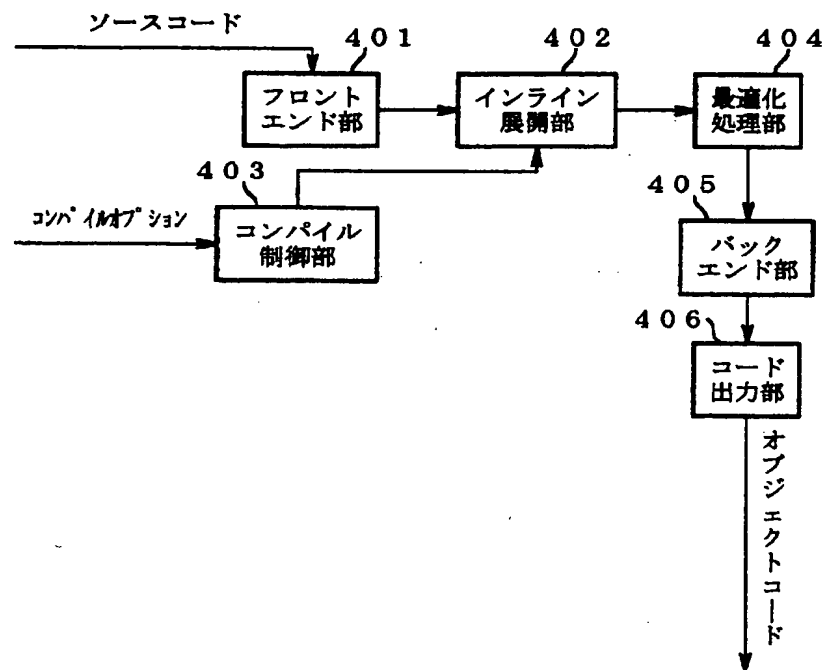 ソースコード
401
402
404
フロント
エンド部
インライン
展開部
最適化
処理部
403
コンパイルオプション
コンパイル
制御部
405
バック
エンド部
406
コード
出力部
オブジェクトコード